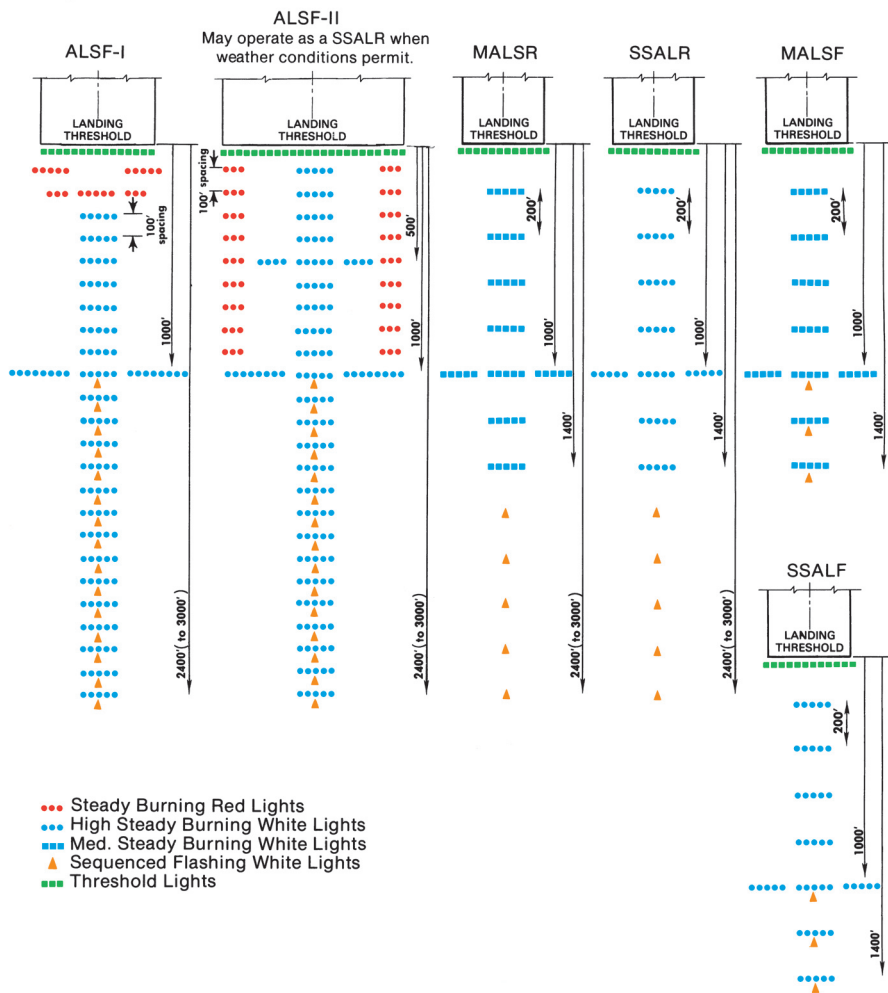 ALSF-I
ALSF-II
May operate as a SSALR when
weather conditions permit.
MALSR
SSALR
MALSF
LANDING
THRESHOLD
LANDING
THRESHOLD
LANDING
THRESHOLD
LANDING
THRESHOLD
LANDING
THRESHOLD
100'
spacing
1000'
2400' (to 3000')
100' spacing
500'
1000'
2400' (to 3000')
200'
1000'
1400'
2400' (to 3000')
200'
1000'
1400'
2400' (to 3000')
200'
1000'
1400'
SSALF
LANDING
THRESHOLD
200'
1000'
1400'
Steady Burning Red Lights
High Steady Burning White Lights
Med. Steady Burning White Lights
Sequenced Flashing White Lights
Threshold Lights